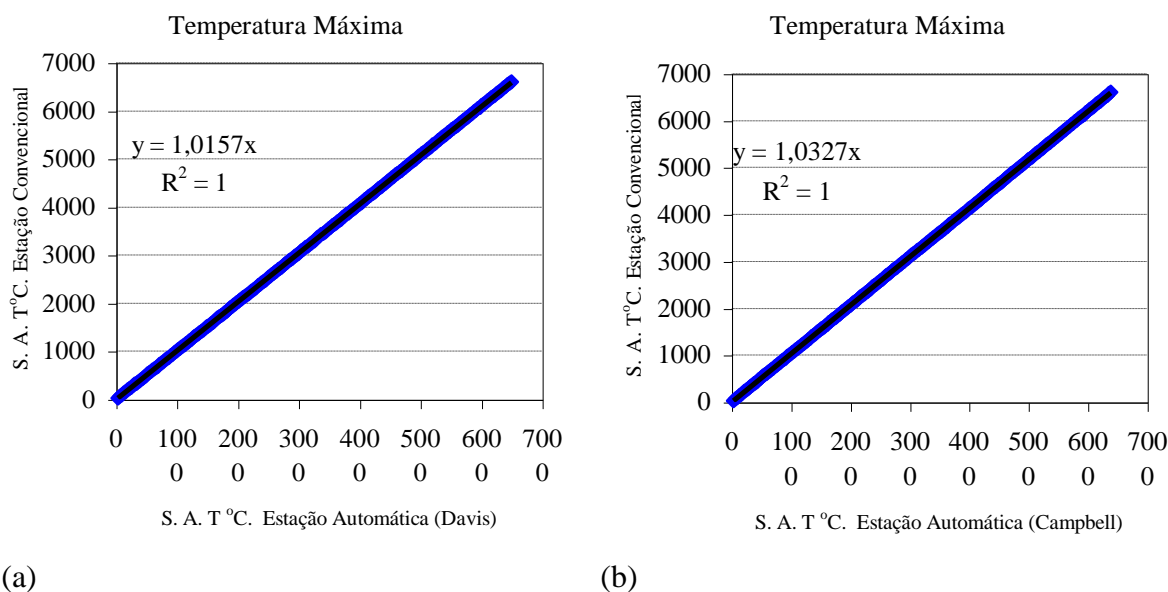 Temperatura Máxima
7000
6000
5000
4000
3000
2000
1000
0
y = 1,0157x
R² = 1
S. A. T°C. Estação Convencional
0 100 200 300 400 500 600 700
0 0 0 0 0 0 0
S. A. T °C. Estação Automática (Davis)
(a)
Temperatura Máxima
7000
6000
5000
4000
3000
2000
1000
0
y = 1,0327x
R² = 1
S. A. T°C. Estação Convencional
0 100 200 300 400 500 600 700
0 0 0 0 0 0 0
S. A. T °C. Estação Automática (Campbell)
(b)